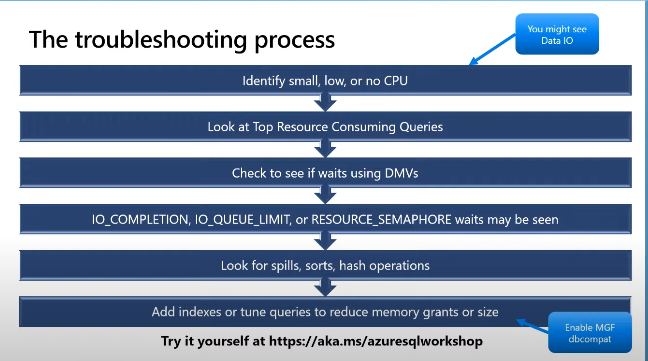 The troubleshooting process
You might see
Data IO
Identify small, low, or no CPU
Look at Top Resource Consuming Queries
Check to see if waits using DMVs
IO_COMPLETION, IO_QUEUE_LIMIT, or RESOURCE_SEMAPHORE waits may be seen
Look for spills, sorts, hash operations
Add indexes or tune queries to reduce memory grants or size
Enable MGF
dbcompat
Try it yourself at https://aka.ms/azuresqlworkshop